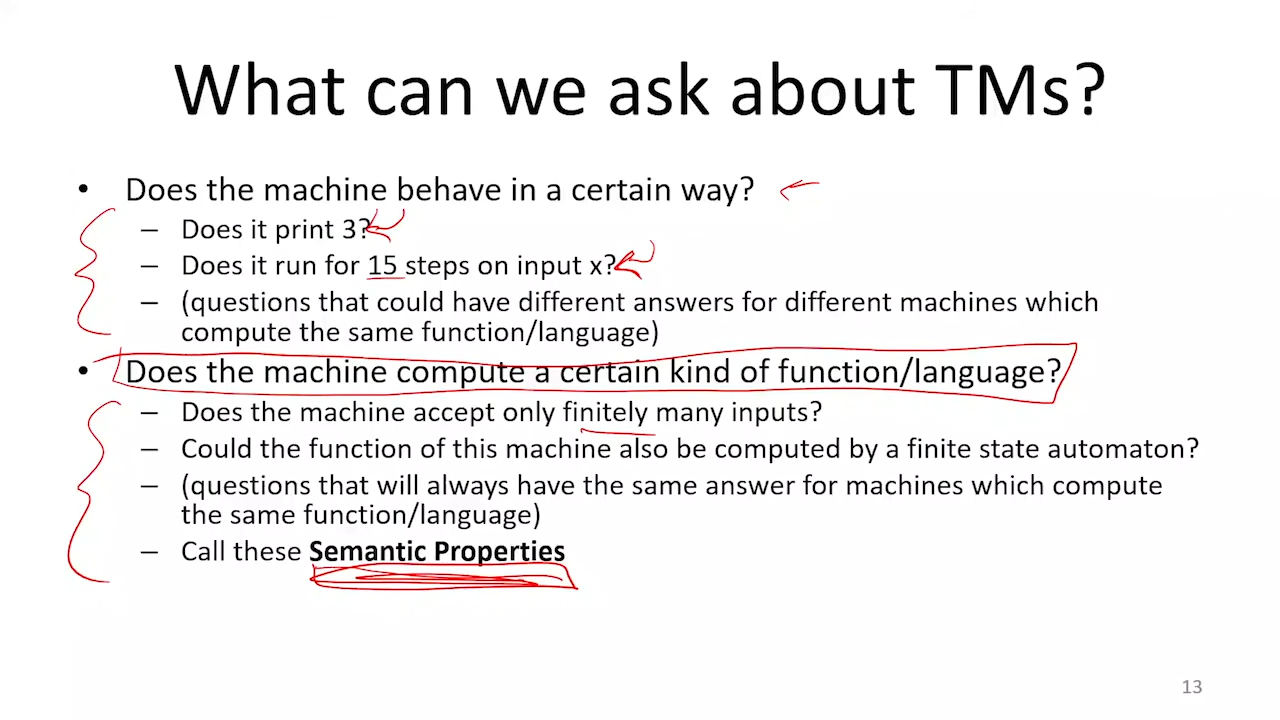 What can we ask about TMs?
• Does the machine behave in a certain way?
– Does it print 3?
– Does it run for 15 steps on input x?
– (questions that could have different answers for different machines which
compute the same function/language)
• Does the machine compute a certain kind of function/language?
– Does the machine accept only finitely many inputs?
– Could the function of this machine also be computed by a finite state automaton?
– (questions that will always have the same answer for machines which compute
the same function/language)
– Call these Semantic Properties
13